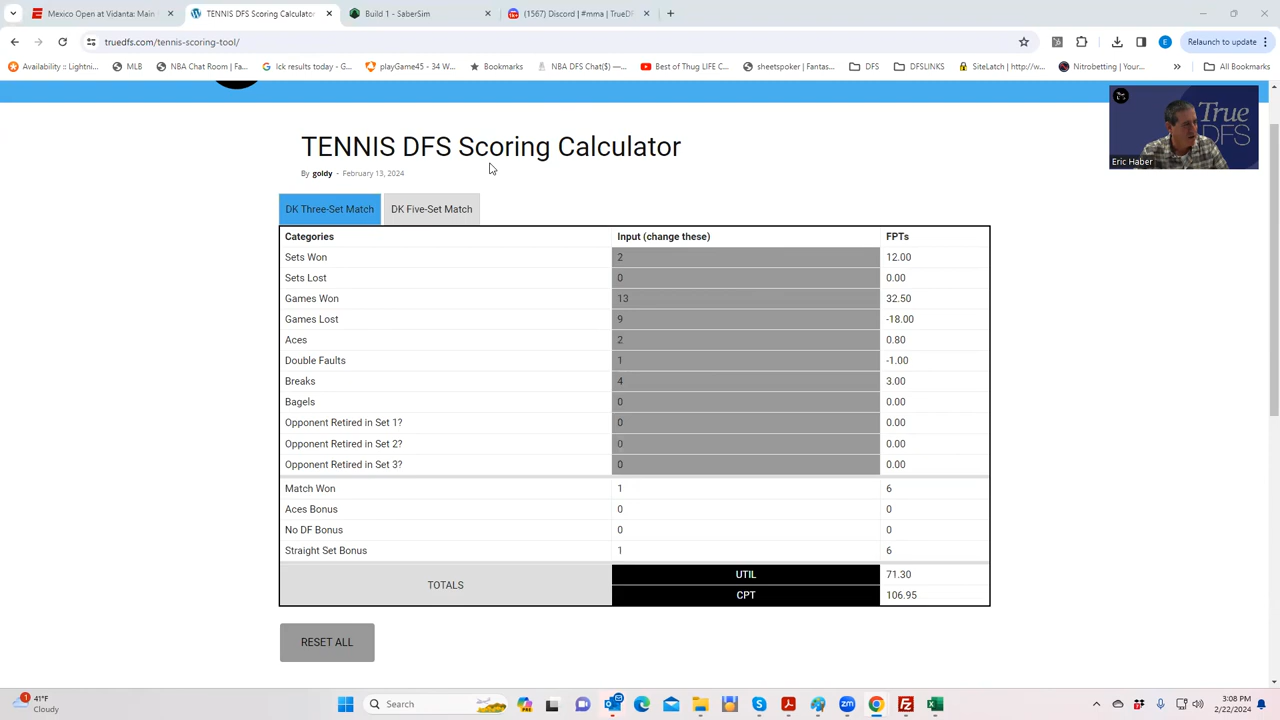 Mexico Open at Vidanta: Main
TENNIS DFS Scoring Calculator
Build 1 - SaberSim
(1567) Discord | #mma | TrueDF
truedfs.com/tennis-scoring-tool/
Relaunch to update
Availability :: Lightni...
MLB
NBA Chat Room | Fa...
Ick results today - G...
playGame45 - 34 W...
Bookmarks
NBA DFS Chat($) —...
Best of Thug LIFE C...
sheetspoker | Fantas...
DFS
DFSLINKS
SiteLatch | http://w...
Nitrobetting | Your...
»
All Bookmarks
True
DFS
Eric Haber
TENNIS DFS Scoring Calculator
By goldy - February 13, 2024
DK Three-Set Match
DK Five-Set Match
Categories Input (change these) FPTs
Sets Won 2 12.00
Sets Lost 0 0.00
Games Won 13 32.50
Games Lost 9 -18.00
Aces 2 0.80
Double Faults 1 -1.00
Breaks 4 3.00
Bagels 0 0.00
Opponent Retired in Set 1? 0 0.00
Opponent Retired in Set 2? 0 0.00
Opponent Retired in Set 3? 0 0.00
Match Won 1 6
Aces Bonus 0 0
No DF Bonus 0 0
Straight Set Bonus 1 6
TOTALS
UTIL 71.30
CPT 106.95
RESET ALL
41°F
Cloudy
Search
3:08 PM
2/22/2024